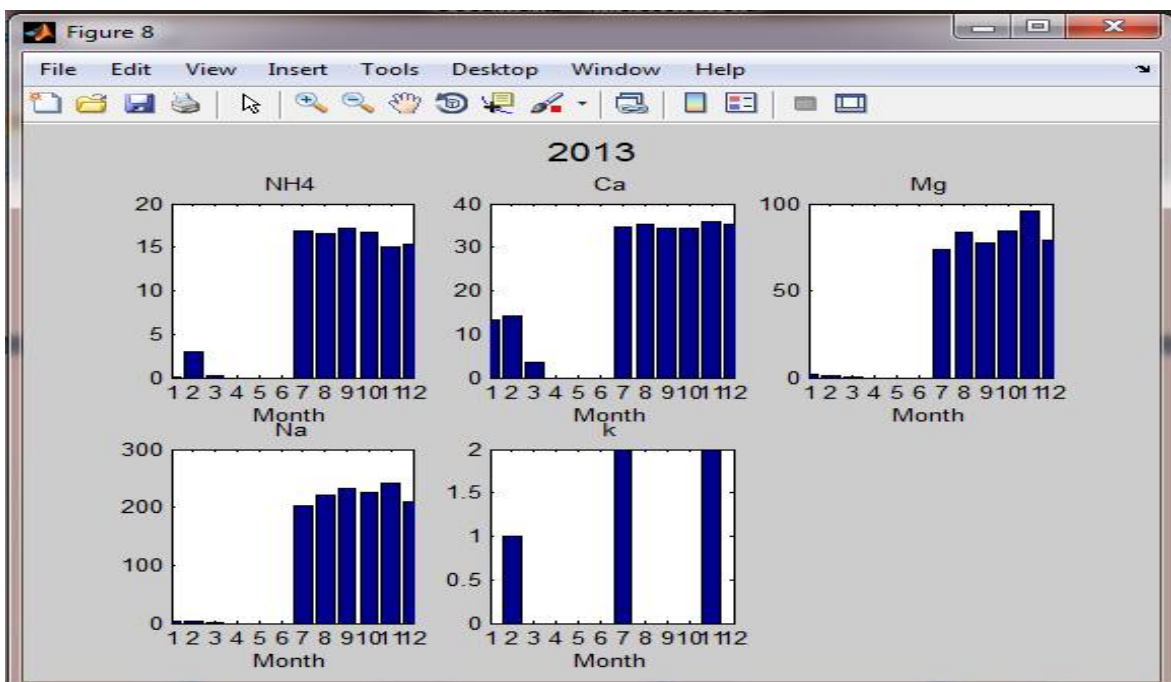 Figure 8
File Edit View Insert Tools Desktop Window Help
2013
NH4
20
15
10
5
0
1 2 3 4 5 6 7 8 9 10 11 12
Month
Ca
40
30
20
10
0
1 2 3 4 5 6 7 8 9 10 11 12
Month
Mg
100
50
0
1 2 3 4 5 6 7 8 9 10 11 12
Month
Na
300
200
100
0
1 2 3 4 5 6 7 8 9 10 11 12
Month
k
2
1.5
1
0.5
0
1 2 3 4 5 6 7 8 9 10 11 12
Month